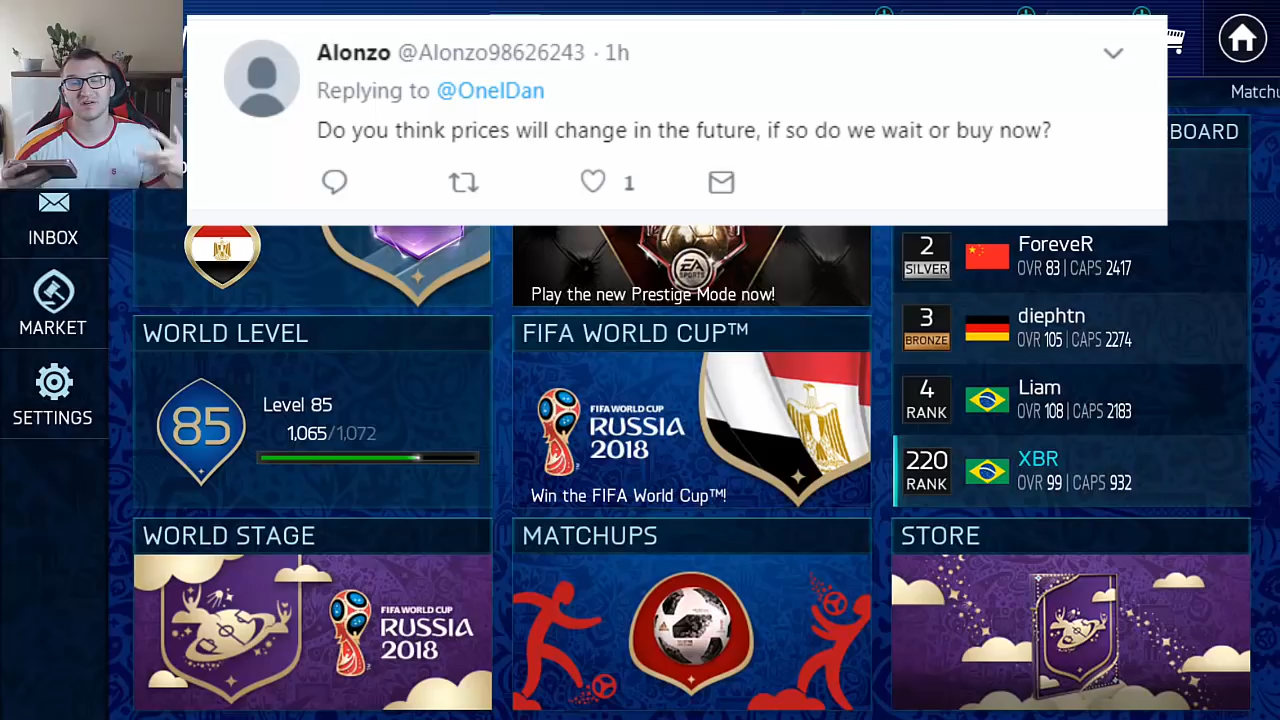 Alonzo @Alonzo98626243 · 1h
Replying to @OneIDan
Do you think prices will change in the future, if so do we wait or buy now?
1
Matchu
BOARD
INBOX
MARKET
SETTINGS
EA
SPORTS
Play the new Prestige Mode now!
2
SILVER
ForeveR
OVR 83 | CAPS 2417
3
BRONZE
diephtn
OVR 105 | CAPS 2274
4
RANK
Liam
OVR 108 | CAPS 2183
220
RANK
XBR
OVR 99 | CAPS 932
WORLD LEVEL
85
Level 85
1,065/1,072
FIFA WORLD CUP™
FIFA WORLD CUP
RUSSIA
2018
Win the FIFA World Cup™!
WORLD STAGE
FIFA WORLD CUP
RUSSIA
2018
MATCHUPS
STORE